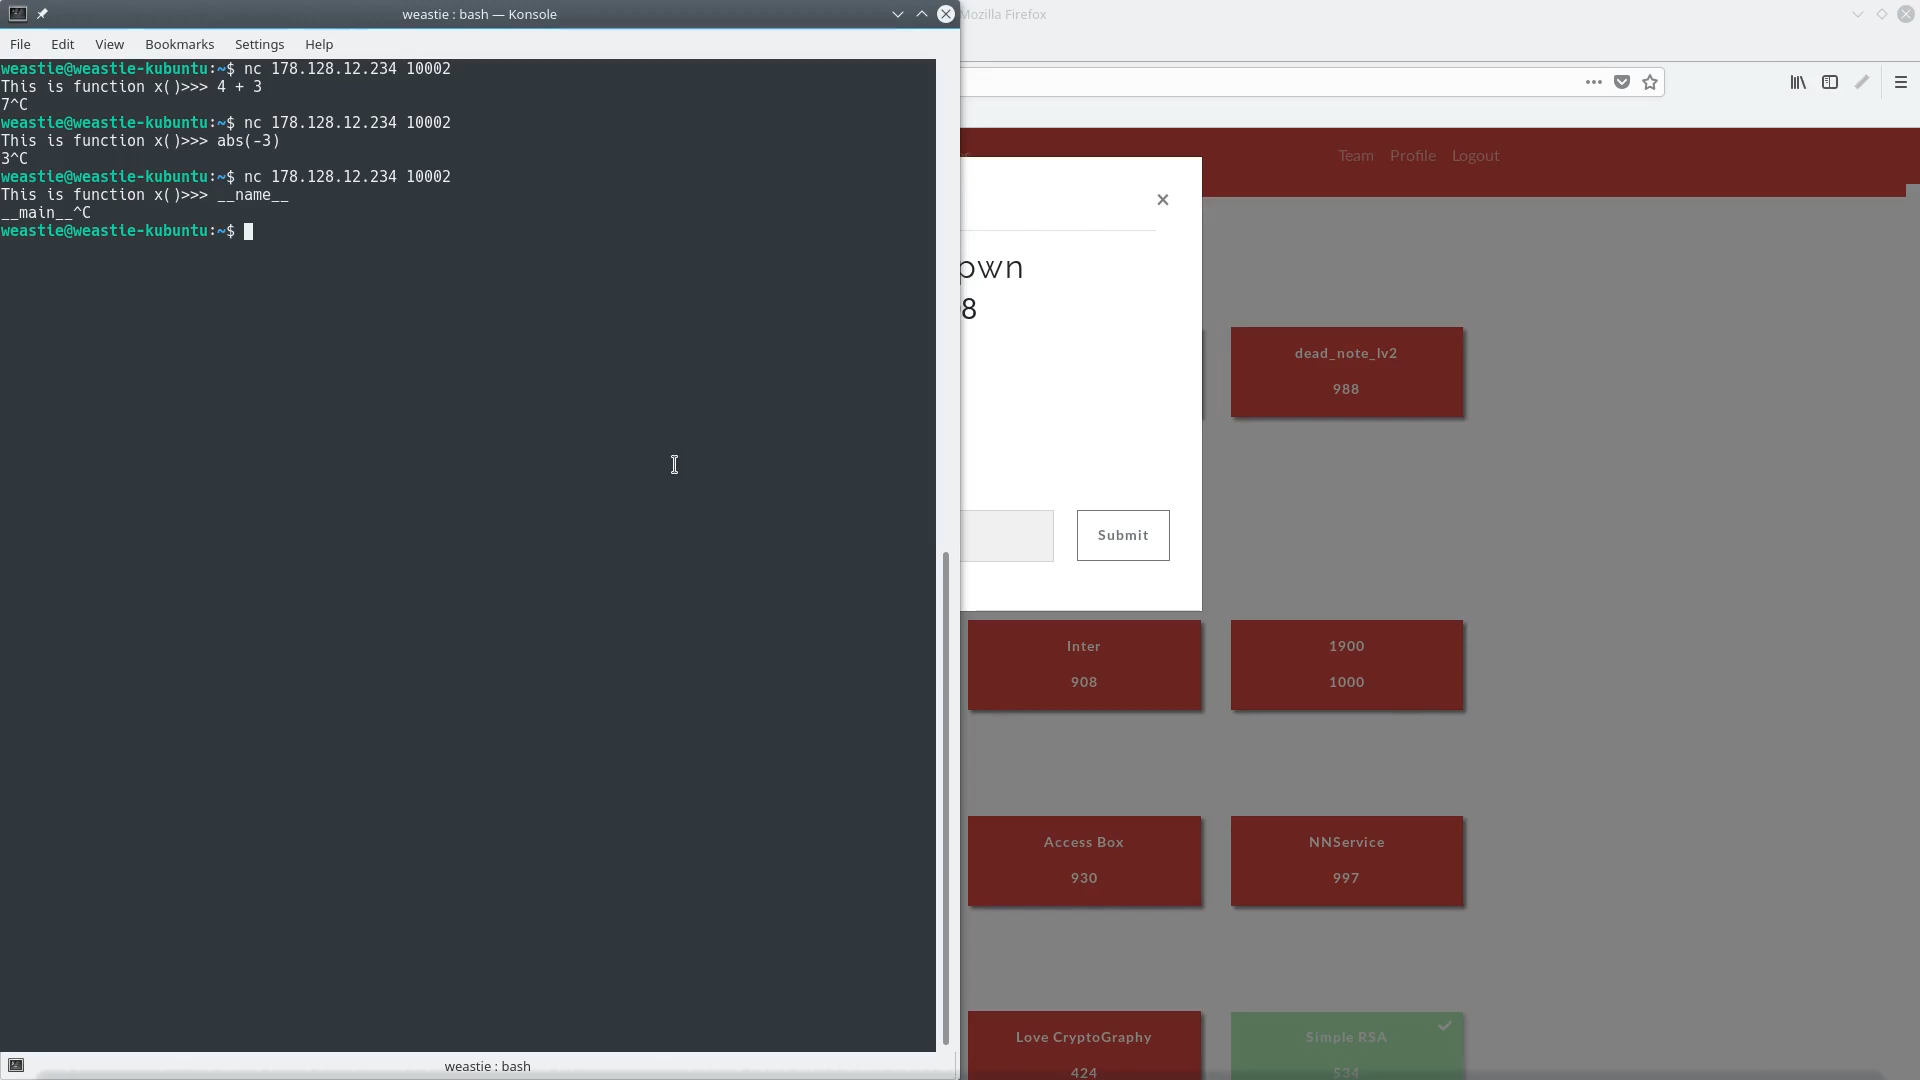 weastie : bash — Konsole
File Edit View Bookmarks Settings Help
weastie@weastie-kubuntu:~$ nc 178.128.12.234 10002
This is function x()>>> 4 + 3
7^C
weastie@weastie-kubuntu:~$ nc 178.128.12.234 10002
This is function x()>>> abs(-3)
3^C
weastie@weastie-kubuntu:~$ nc 178.128.12.234 10002
This is function x()>>> __name__
__main__^C
weastie@weastie-kubuntu:~$
weastie : bash
Mozilla Firefox
Team Profile Logout
×
pwn
8
dead_note_lv2
988
Submit
Inter
908
1900
1000
Access Box
930
NNService
997
Love CryptoGraphy
424
Simple RSA
534